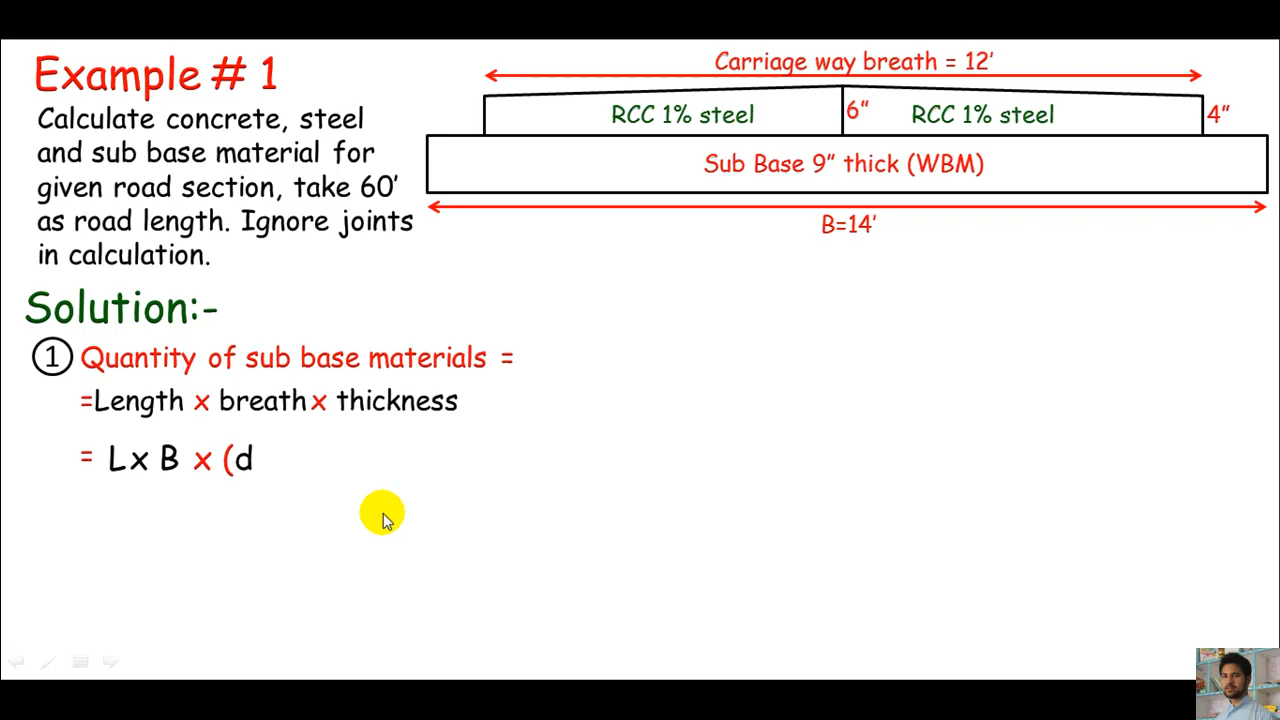 Example # 1
Calculate concrete, steel
and sub base material for
given road section, take 60'
as road length. Ignore joints
in calculation.
Carriage way breath = 12'
RCC 1% steel
6"
RCC 1% steel
4"
Sub Base 9" thick (WBM)
B=14'
Solution:-
1 Quantity of sub base materials =
=Length x breath x thickness
= L x B x (d